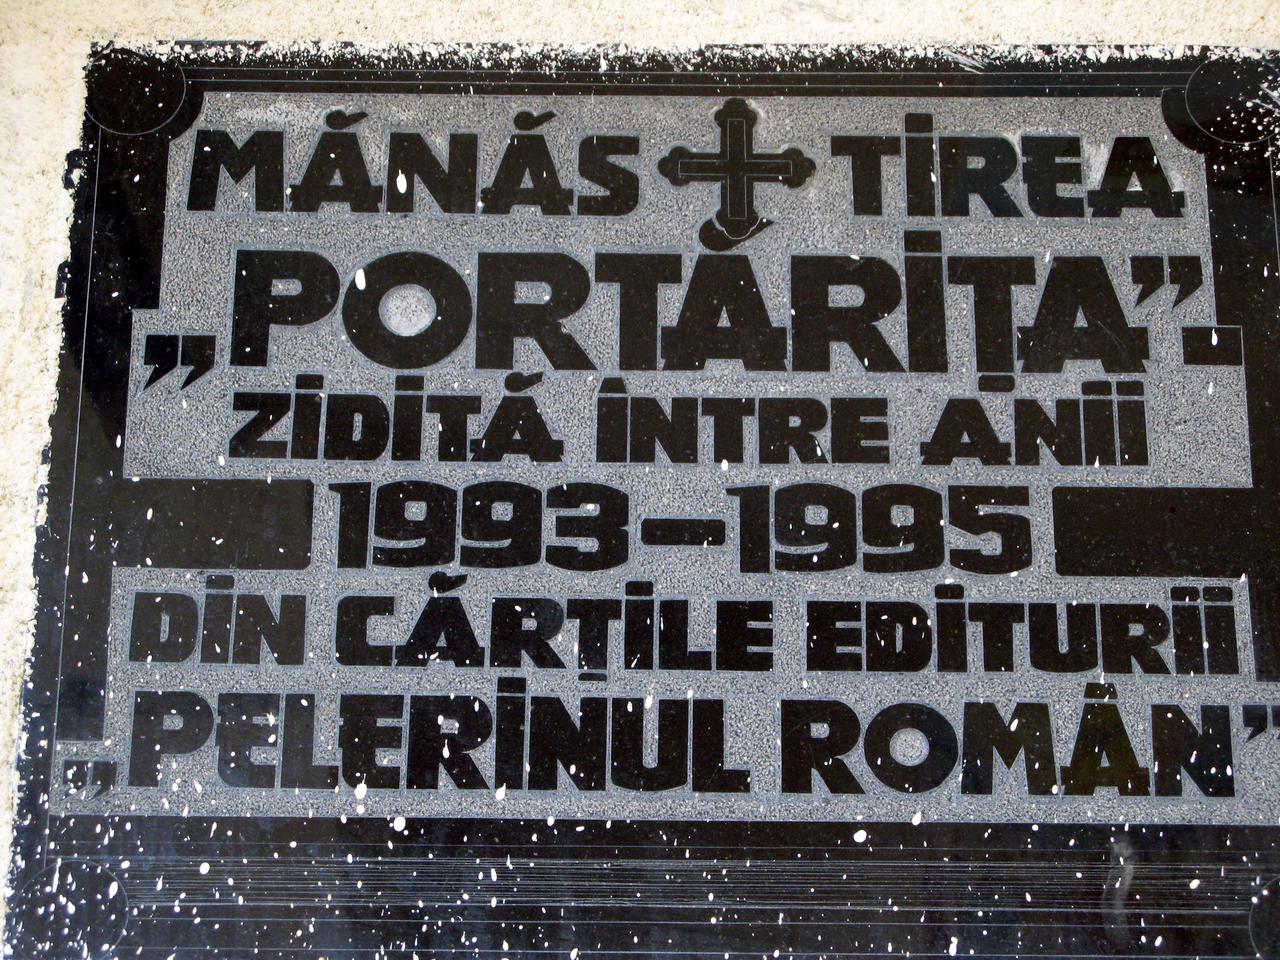 MĂNĂS TIREA
„PORTĂRIȚA”
ZIDITĂ ÎNTRE ANII
1993-1995
DIN CĂRȚILE EDITURII
„PELERINUL ROMÂN”